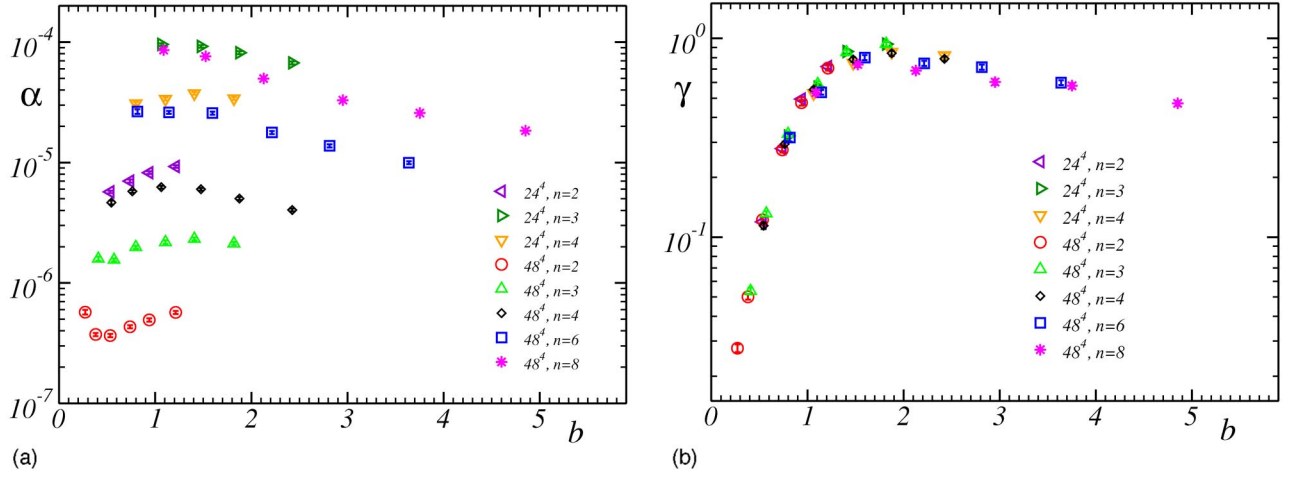 10^-4
α
10^-5
10^-6
10^-7
24^4, n=2
24^4, n=3
24^4, n=4
48^4, n=2
48^4, n=3
48^4, n=4
48^4, n=6
48^4, n=8
0 1 2 3 4 5
b
(a)
10^0
γ
10^-1
24^4, n=2
24^4, n=3
24^4, n=4
48^4, n=2
48^4, n=3
48^4, n=4
48^4, n=6
48^4, n=8
0 1 2 3 4 5
b
(b)